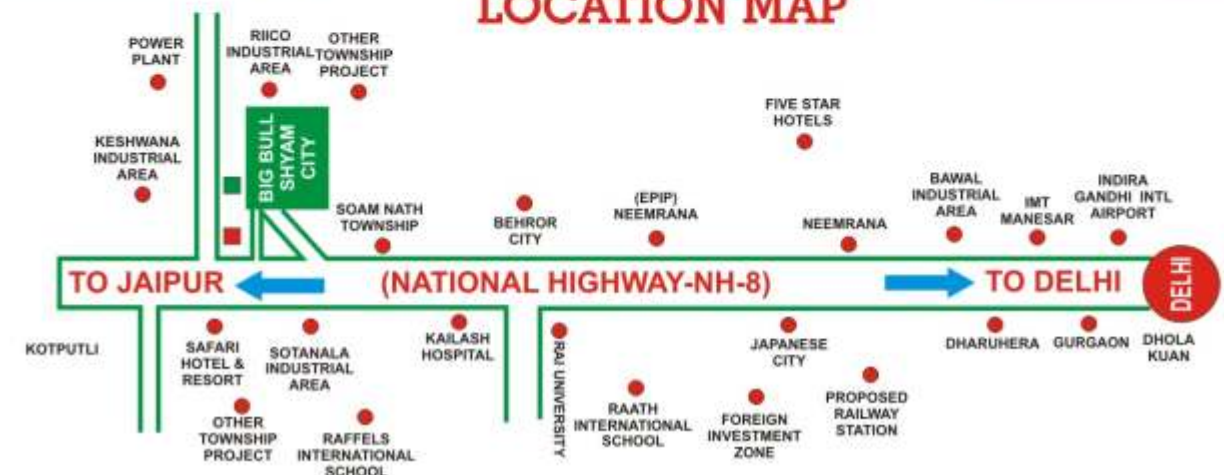 LOCATION MAP
POWER
PLANT
RIICO
INDUSTRIAL
AREA
OTHER
TOWNSHIP
PROJECT
KESHWANA
INDUSTRIAL
AREA
BIG BULL
SHYAM
CITY
FIVE STAR
HOTELS
SOAM NATH
TOWNSHIP
BEHROR
CITY
(EPIP)
NEEMRANA
NEEMRANA
BAWAL
INDUSTRIAL
AREA
IMT
MANESAR
INDIRA
GANDHI INTL
AIRPORT
TO JAIPUR
(NATIONAL HIGHWAY-NH-8)
TO DELHI
DELHI
KOTPUTLI
SAFARI
HOTEL &
RESORT
SOTANALA
INDUSTRIAL
AREA
KAILASH
HOSPITAL
RAI UNIVERSITY
JAPANESE
CITY
DHARUHERA
GURGAON
DHOLA
KUAN
OTHER
TOWNSHIP
PROJECT
RAFFELS
INTERNATIONAL
SCHOOL
RAATH
INTERNATIONAL
SCHOOL
FOREIGN
INVESTMENT
ZONE
PROPOSED
RAILWAY
STATION